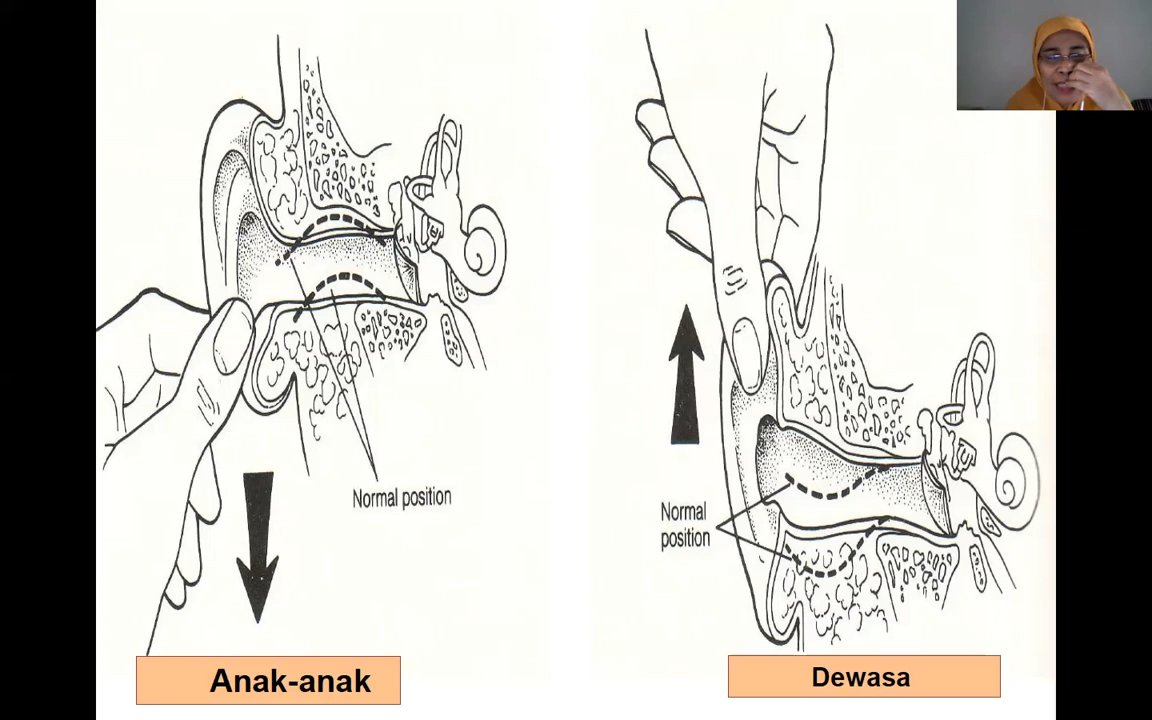 Normal position
Anak-anak
Normal
position
Dewasa